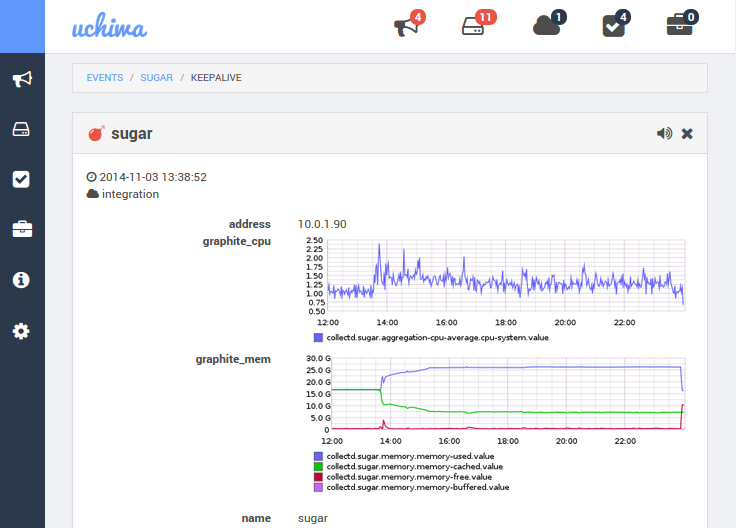 uchiwa 4 11 1 4 0
EVENTS / SUGAR / KEEPALIVE
sugar
2014-11-03 13:38:52
integration
address 10.0.1.90
graphite_cpu
2.50
2.25
2.00
1.75
1.50
1.25
1.00
0.75
0.50
12:00 14:00 16:00 18:00 20:00 22:00
collectd.sugar.aggregation-cpu-average.cpu-system.value
graphite_mem
30.0 G
25.0 G
20.0 G
15.0 G
10.0 G
5.0 G
0
12:00 14:00 16:00 18:00 20:00 22:00
collectd.sugar.memory.memory-used.value
collectd.sugar.memory.memory-cached.value
collectd.sugar.memory.memory-free.value
collectd.sugar.memory.memory-buffered.value
name sugar